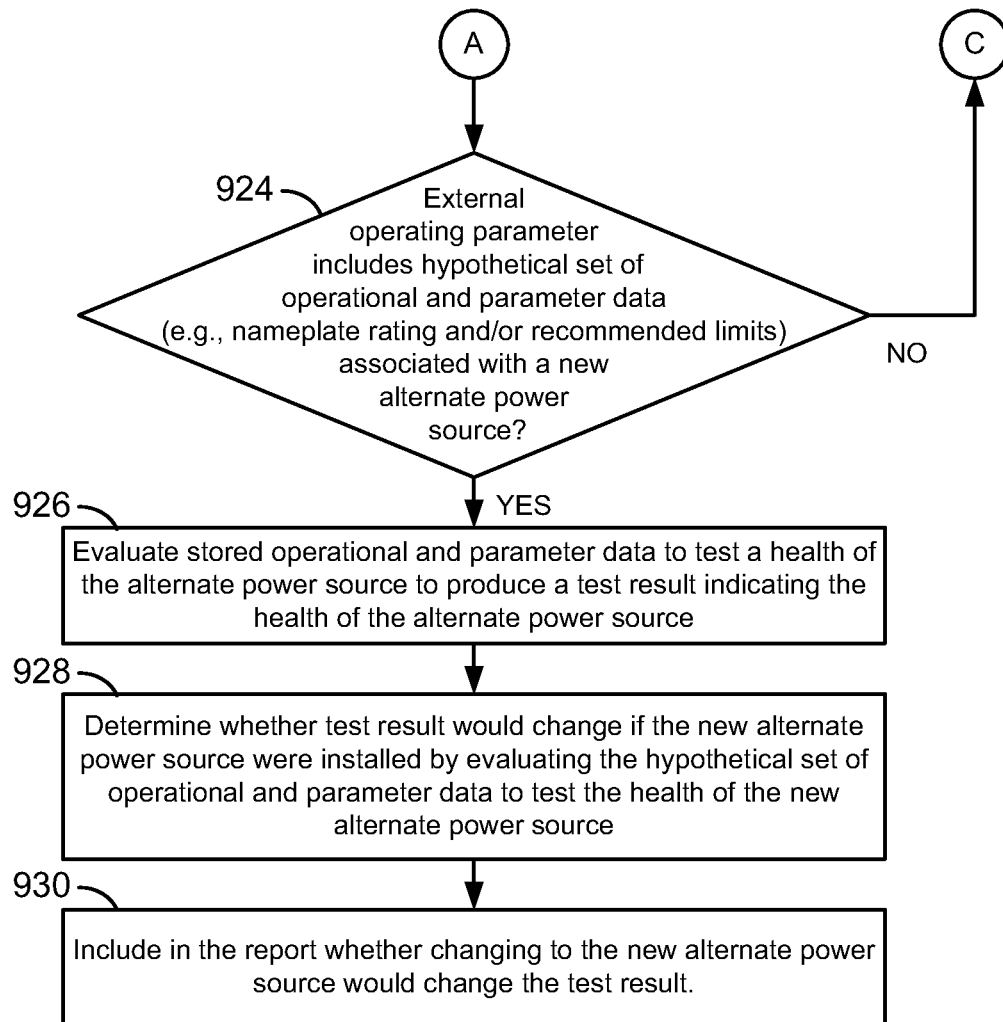 A
C
924
External
operating parameter
includes hypothetical set of
operational and parameter data
(e.g., nameplate rating and/or recommended limits)
associated with a new
alternate power
source?
NO
YES
926
Evaluate stored operational and parameter data to test a health of
the alternate power source to produce a test result indicating the
health of the alternate power source
928
Determine whether test result would change if the new alternate
power source were installed by evaluating the hypothetical set of
operational and parameter data to test the health of the new
alternate power source
930
Include in the report whether changing to the new alternate power
source would change the test result.